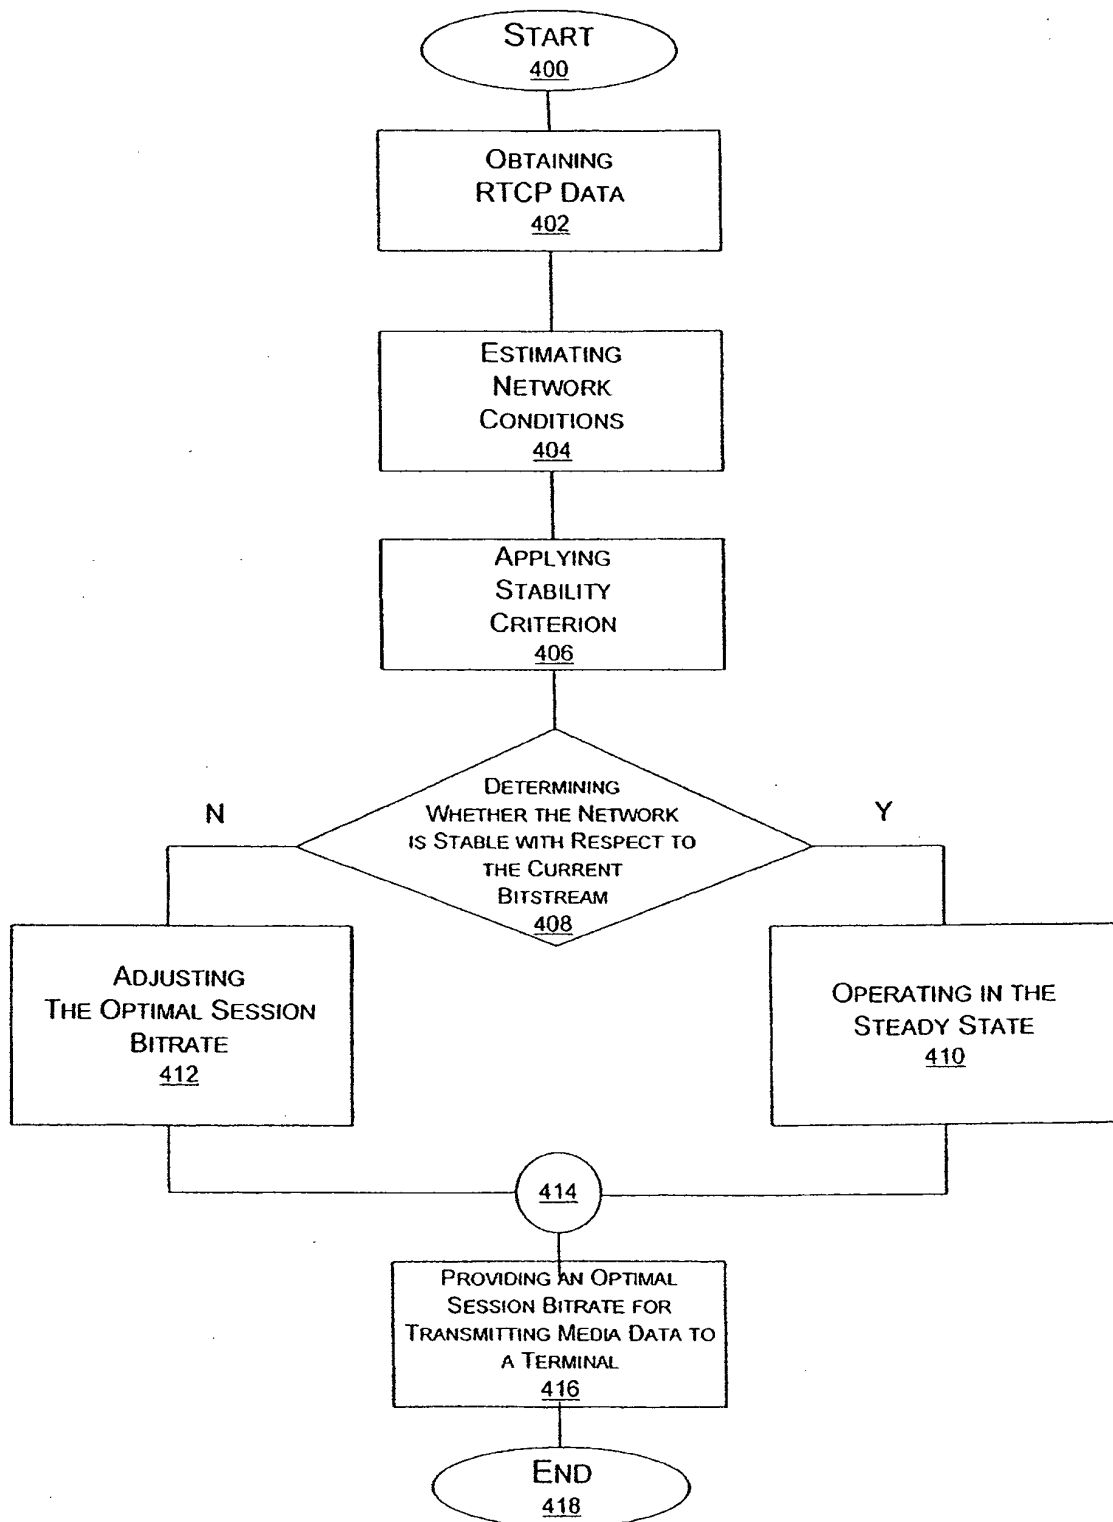 START
400
OBTAINING
RTCP DATA
402
ESTIMATING
NETWORK
CONDITIONS
404
APPLYING
STABILITY
CRITERION
406
DETERMINING
WHETHER THE NETWORK
IS STABLE WITH RESPECT TO
THE CURRENT
BITSTREAM
408
N
Y
ADJUSTING
THE OPTIMAL SESSION
BITRATE
412
OPERATING IN THE
STEADY STATE
410
414
PROVIDING AN OPTIMAL
SESSION BITRATE FOR
TRANSMITTING MEDIA DATA TO
A TERMINAL
416
END
418